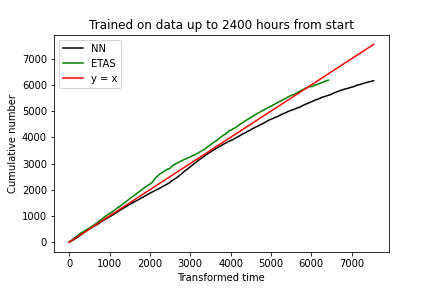 Trained on data up to 2400 hours from start
NN
ETAS
y = x
7000
6000
5000
4000
3000
2000
1000
0
Cumulative number
0 1000 2000 3000 4000 5000 6000 7000
Transformed time